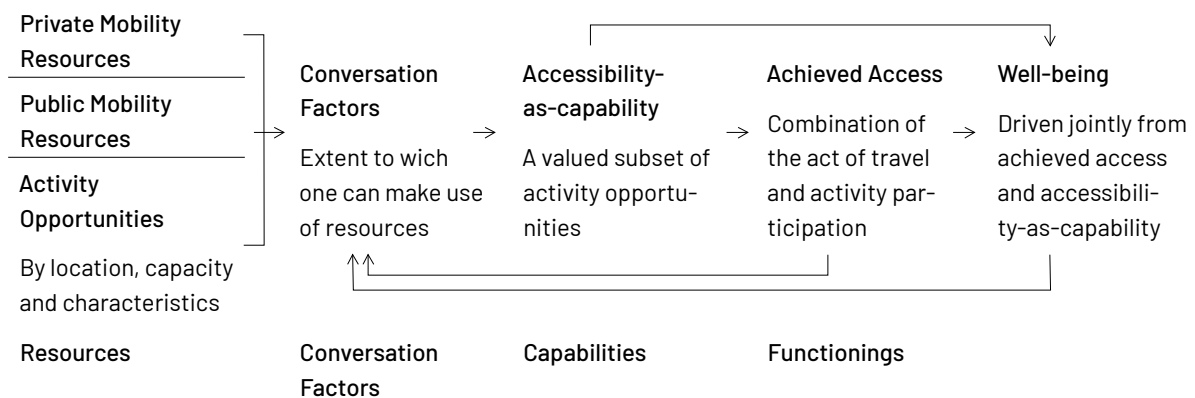 Private Mobility
Resources
Public Mobility
Resources
Activity
Opportunities
By location, capacity
and characteristics
Conversation
Factors
Extent to wich
one can make use
of resources
Accessibility-
as-capability
A valued subset of
activity opportu-
nities
Achieved Access
Combination of
the act of travel
and activity par-
ticipation
Well-being
Driven jointly from
achieved access
and accessibili-
ty-as-capability
Resources
Conversation
Factors
Capabilities
Functionings